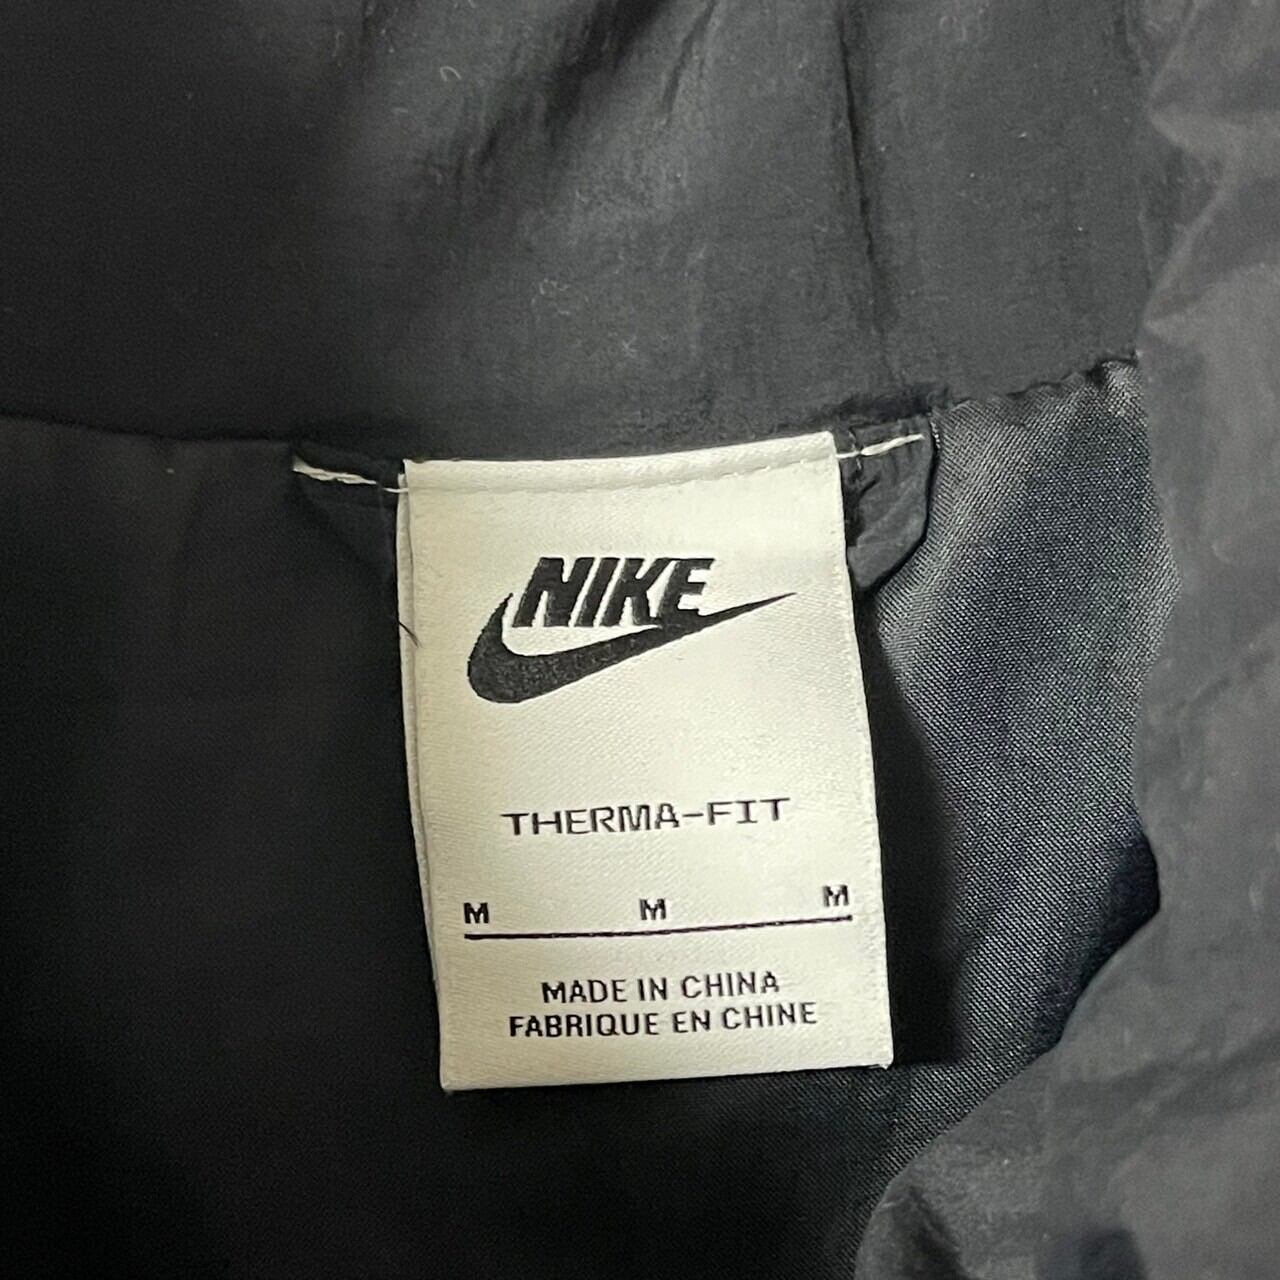 NIKE
THERMA-FIT
M M M
MADE IN CHINA
FABRIQUE EN CHINE